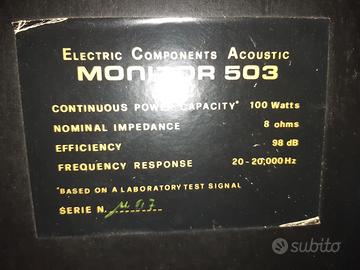 ELECTRIC COMPONENTS ACOUSTIC
MONITOR 503
CONTINUOUS POWER CAPACITY* 100 Watts
NOMINAL IMPEDANCE 8 ohms
EFFICIENCY 98 dB
FREQUENCY RESPONSE 20-20,000 Hz
*BASED ON A LABORATORY TEST SIGNAL
SERIE N.
subito